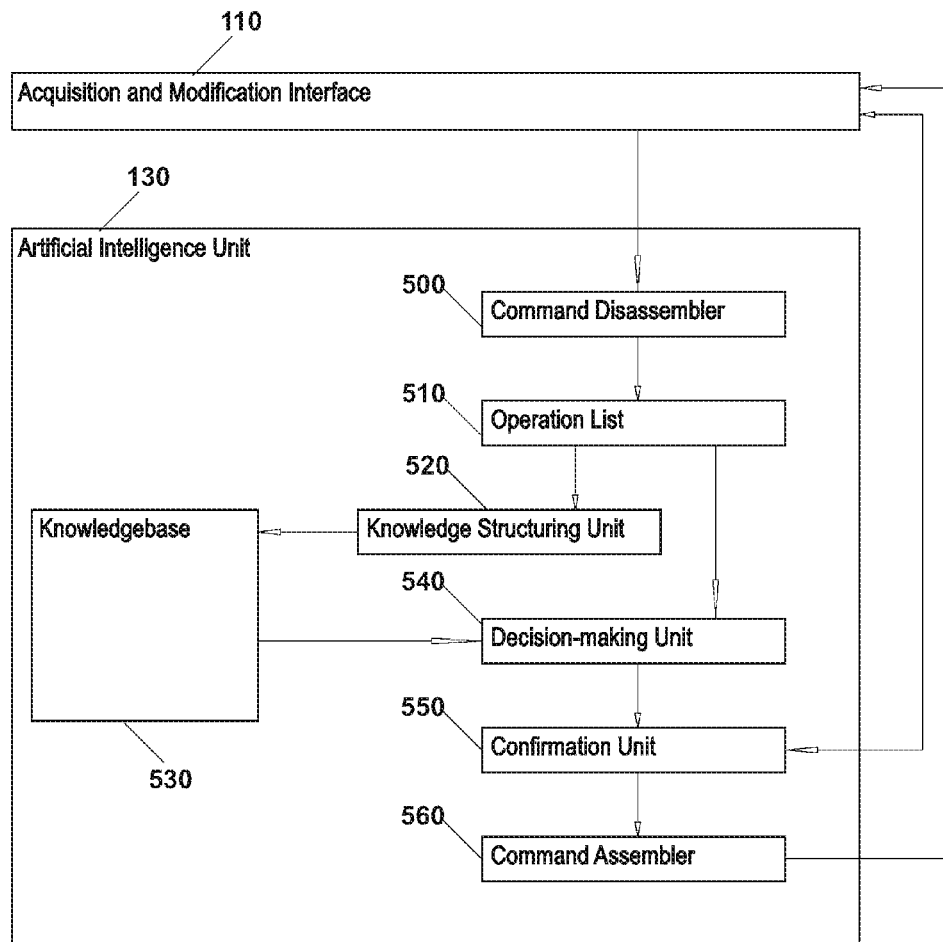 110
Acquisition and Modification Interface
130
Artificial Intelligence Unit
500
Command Disassembler
510
Operation List
520
Knowledgebase
Knowledge Structuring Unit
540
Decision-making Unit
550
Confirmation Unit
530
560
Command Assembler